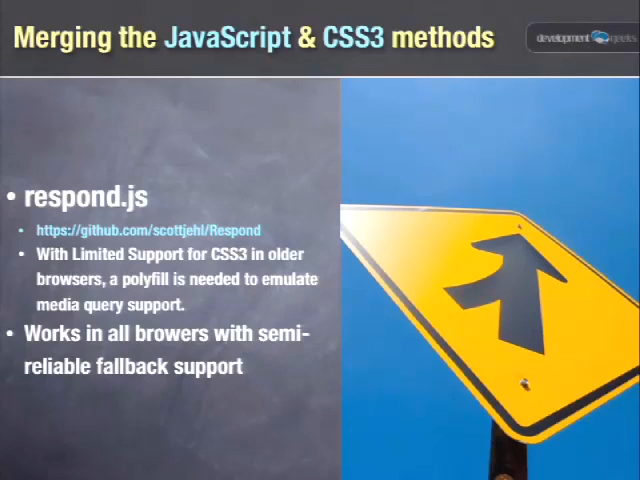 Merging the JavaScript & CSS3 methods
development geeks
• respond.js
• https://github.com/scottjehl/Respond
• With Limited Support for CSS3 in older
browsers, a polyfill is needed to emulate
media query support.
• Works in all browers with semi-
reliable fallback support